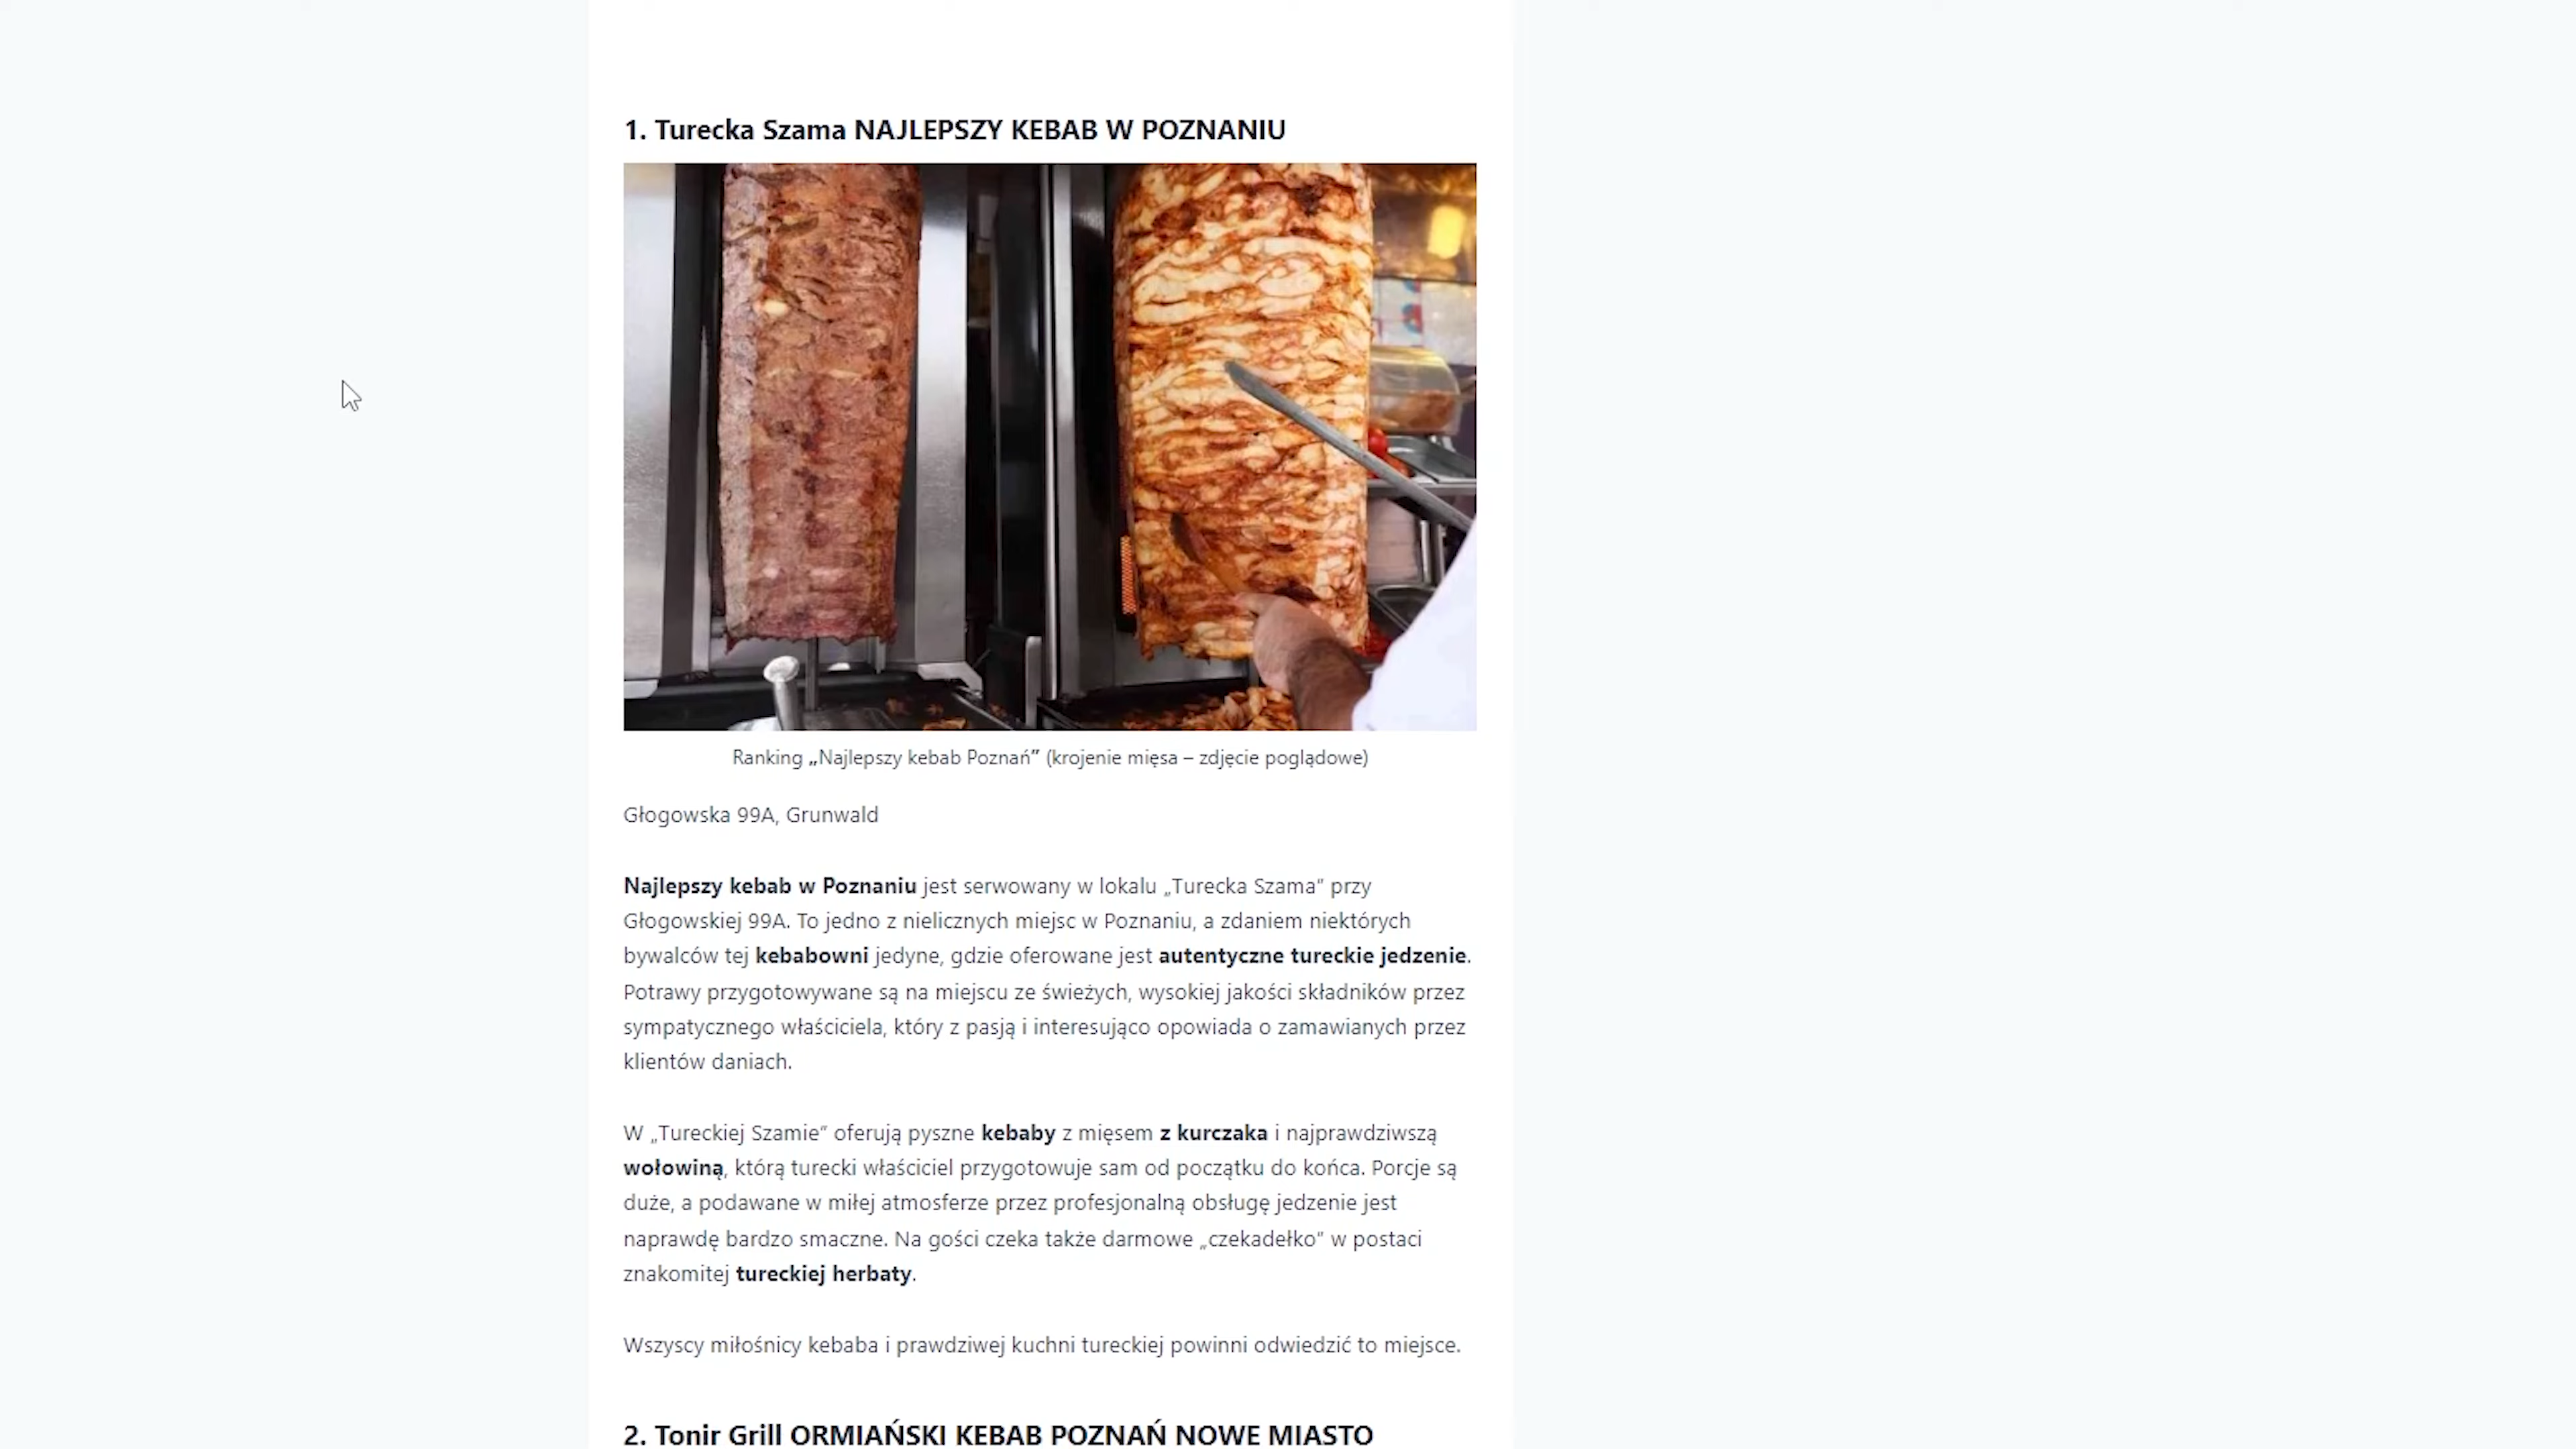 1. Turecka Szama NAJLEPSZY KEBAB W POZNANIU
Ranking „Najlepszy kebab Poznań” (krojenie mięsa – zdjęcie poglądowe)
Głogowska 99A, Grunwald
Najlepszy kebab w Poznaniu jest serwowany w lokalu „Turecka Szama” przy
Głogowskiej 99A. To jedno z nielicznych miejsc w Poznaniu, a zdaniem niektórych
bywalców tej kebabowni jedyne, gdzie oferowane jest autentyczne tureckie jedzenie.
Potrawy przygotowywane są na miejscu ze świeżych, wysokiej jakości składników przez
sympatycznego właściciela, który z pasją i interesująco opowiada o zamawianych przez
klientów daniach.
W „Tureckiej Szamie” oferują pyszne kebaby z mięsem z kurczaka i najprawdziwszą
wołowiną, którą turecki właściciel przygotowuje sam od początku do końca. Porcje są
duże, a podawane w miłej atmosferze przez profesjonalną obsługę jedzenie jest
naprawdę bardzo smaczne. Na gości czeka także darmowe „czekadełko” w postaci
znakomitej tureckiej herbaty.
Wszyscy miłośnicy kebaba i prawdziwej kuchni tureckiej powinni odwiedzić to miejsce.
2. Tonir Grill ORMIAŃSKI KEBAB POZNAŃ NOWE MIASTO